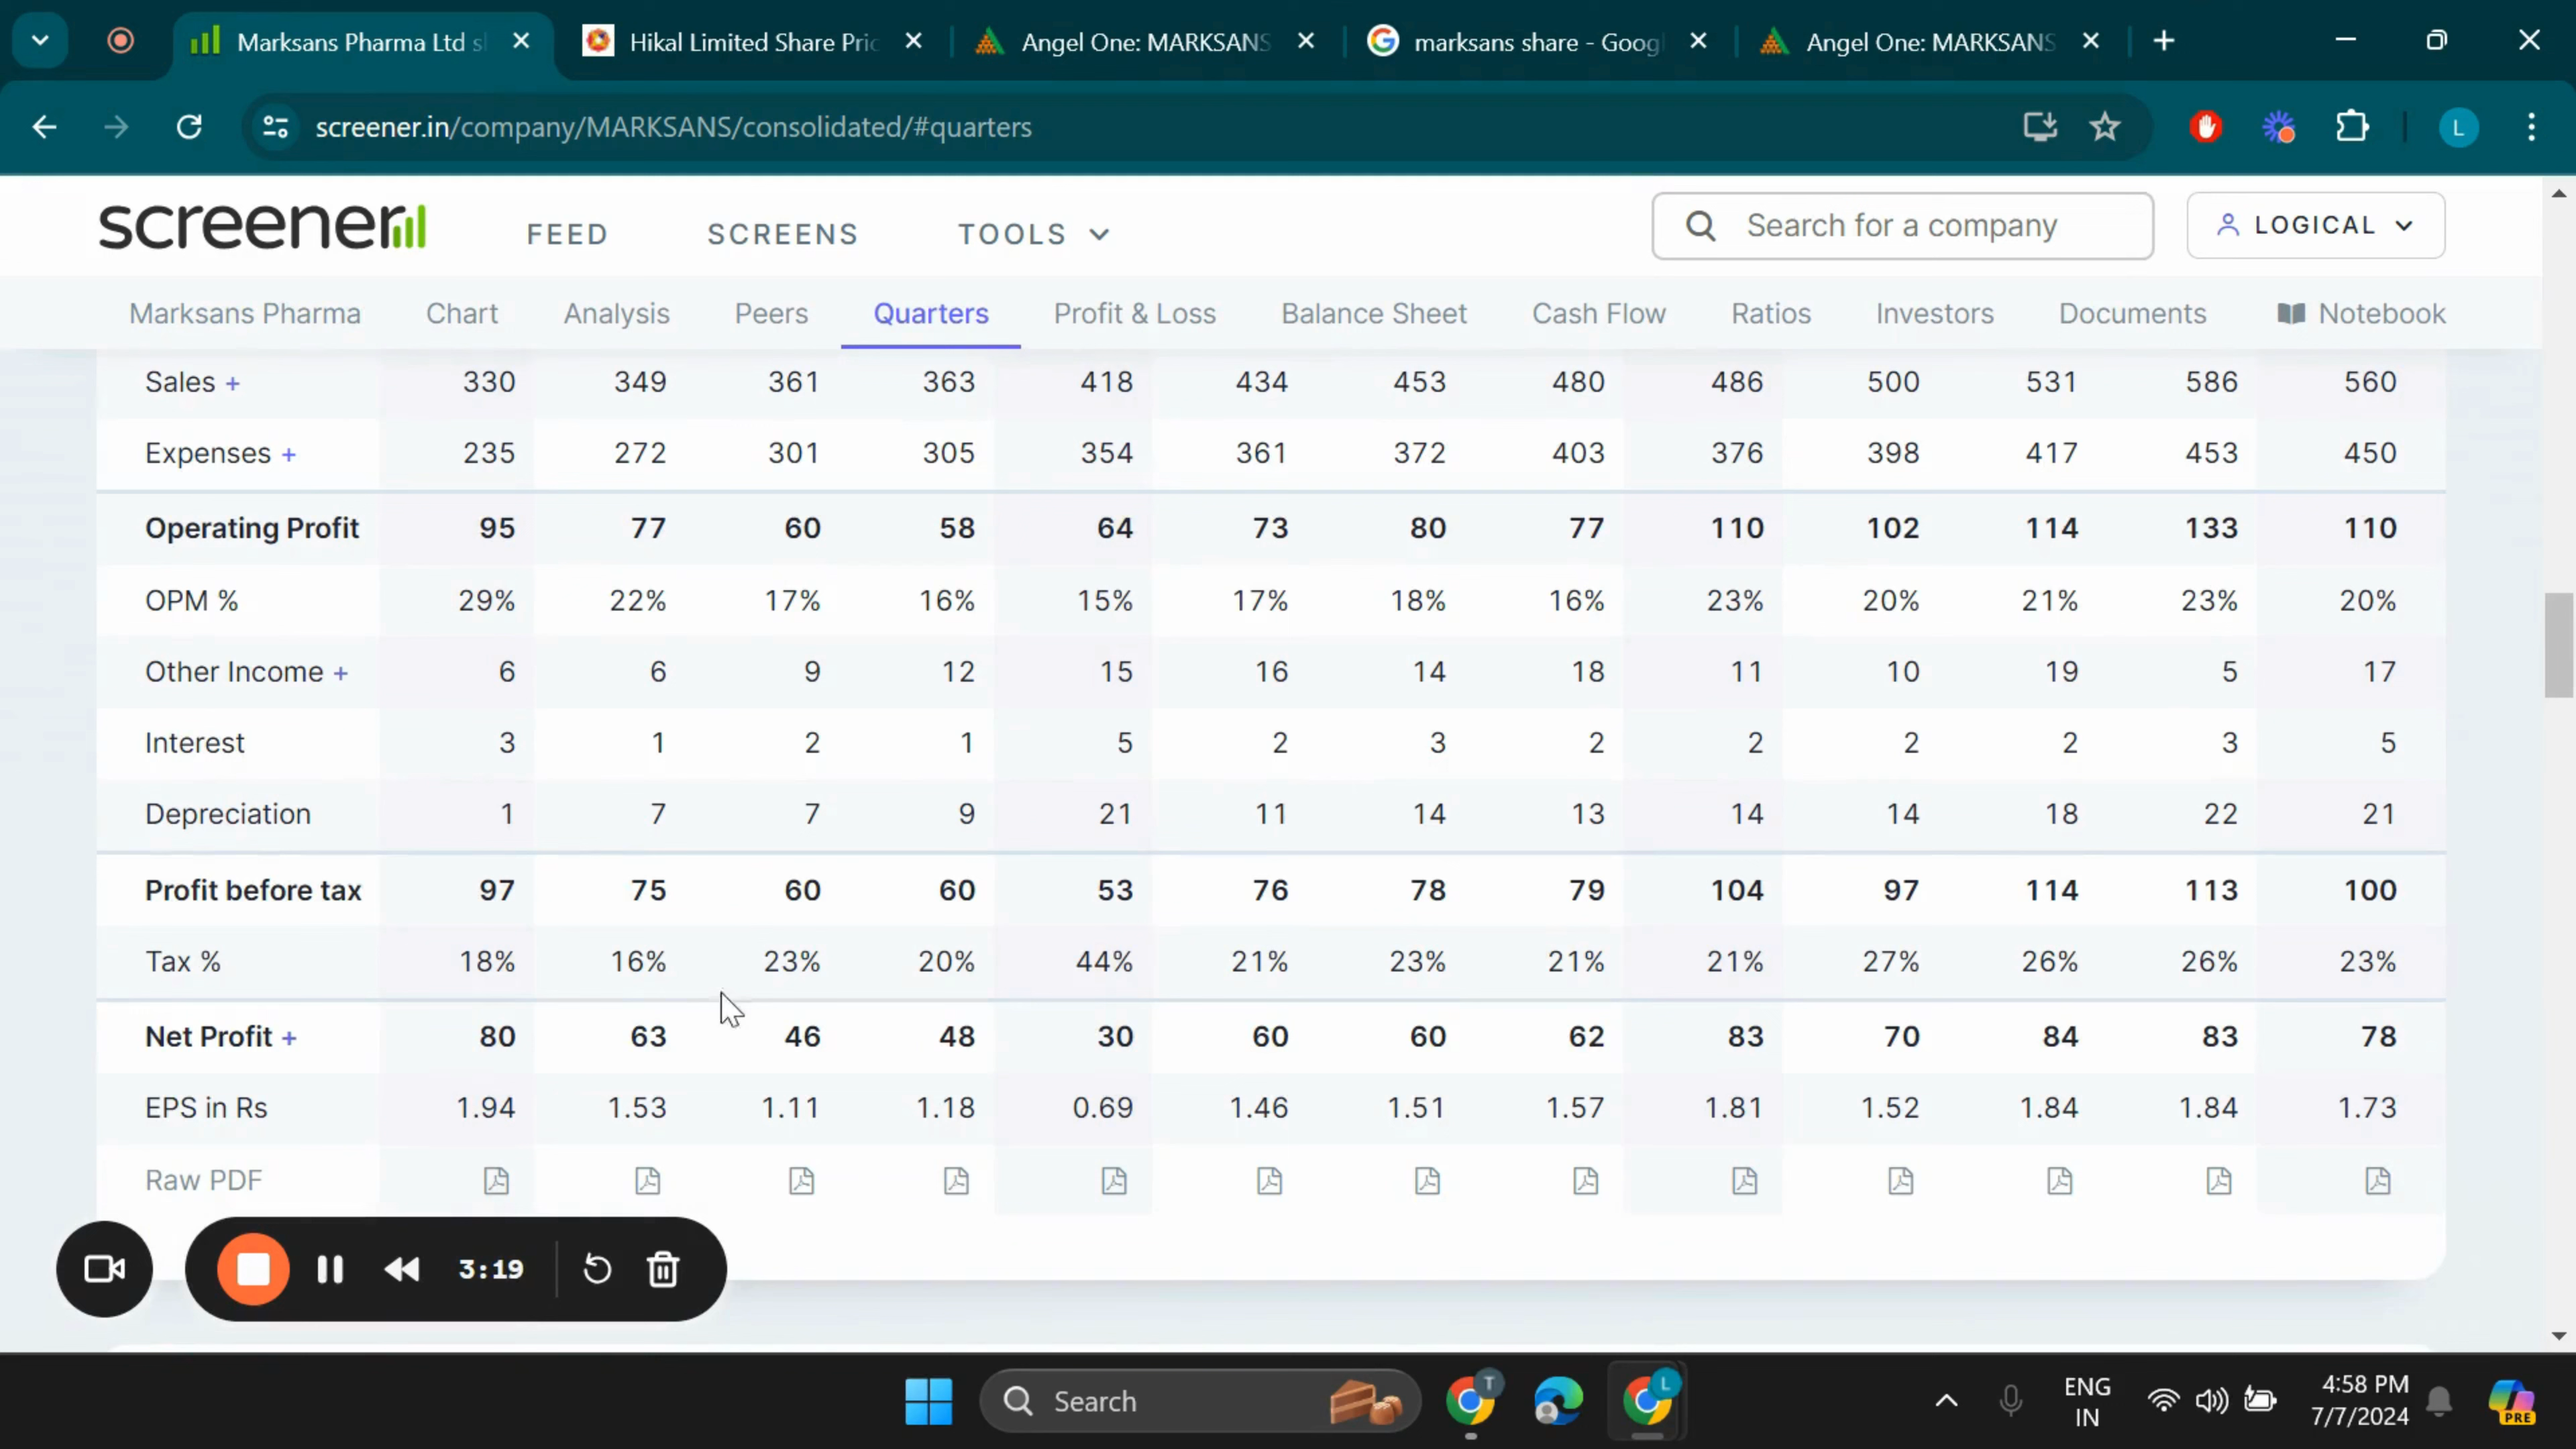 Marksans Pharma Ltd s
Hikal Limited Share Pric
Angel One: MARKSANS
marksans share - Goog
Angel One: MARKSANS
screener.in/company/MARKSANS/consolidated/#quarters
L
screener
FEED
SCREENS
TOOLS
Search for a company
LOGICAL
Marksans Pharma Chart Analysis Peers Quarters Profit & Loss Balance Sheet Cash Flow Ratios Investors Documents Notebook
Sales + 330 349 361 363 418 434 453 480 486 500 531 586 560
Expenses + 235 272 301 305 354 361 372 403 376 398 417 453 450
Operating Profit 95 77 60 58 64 73 80 77 110 102 114 133 110
OPM % 29% 22% 17% 16% 15% 17% 18% 16% 23% 20% 21% 23% 20%
Other Income + 6 6 9 12 15 16 14 18 11 10 19 5 17
Interest 3 1 2 1 5 2 3 2 2 2 2 3 5
Depreciation 1 7 7 9 21 11 14 13 14 14 18 22 21
Profit before tax 97 75 60 60 53 76 78 79 104 97 114 113 100
Tax % 18% 16% 23% 20% 44% 21% 23% 21% 21% 27% 26% 26% 23%
Net Profit + 80 63 46 48 30 60 60 62 83 70 84 83 78
EPS in Rs 1.94 1.53 1.11 1.18 0.69 1.46 1.51 1.57 1.81 1.52 1.84 1.84 1.73
Raw PDF
3:19
Search
T
L
ENG
IN
4:58 PM
7/7/2024
PRE